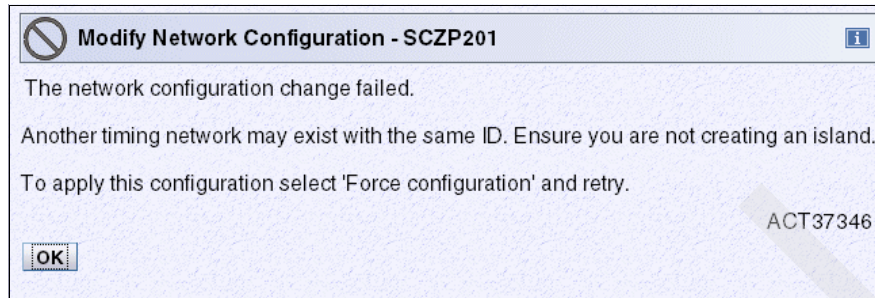 Modify Network Configuration - SCZP201
i
The network configuration change failed.
Another timing network may exist with the same ID. Ensure you are not creating an island.
To apply this configuration select 'Force configuration' and retry.
ACT37346
OK